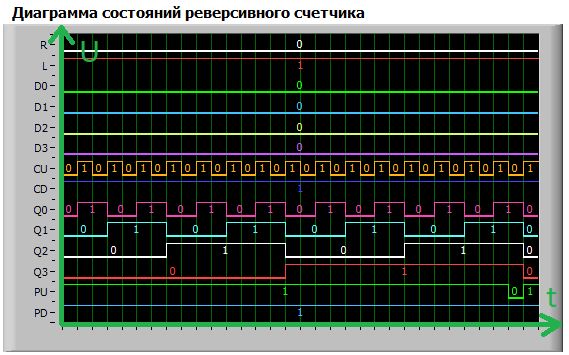 Диаграмма состояний реверсивного счетчика
U
R 0
L 1
D0 0
D1 0
D2 0
D3 0
CU 0 1 0 1 0 1 0 1 0 1 0 1 0 1 0 1 0 1 0 1 0 1 0 1 0 1 0 1 0 1 0 1
CD 1
Q0 0 1 0 1 0 1 0 1 0 1 0 1 0 1 0 1 0
Q1 0 1 0 1 0 1 0 1 0
Q2 0 1 0 1 0
Q3 0 1 0
PU 1 0 1
PD 1
t